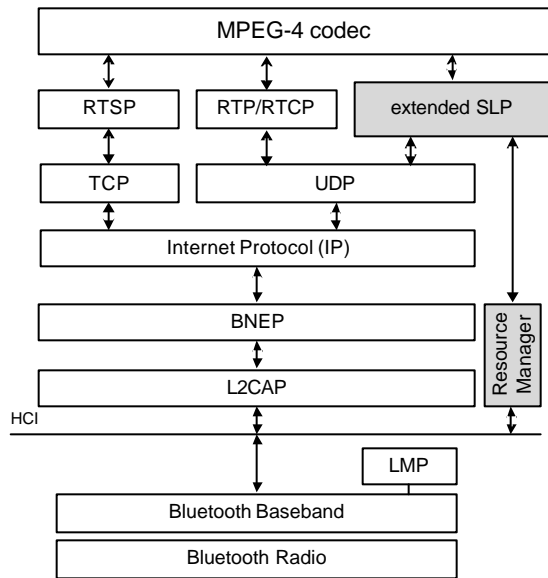 MPEG-4 codec
RTSP
RTP/RTCP
extended SLP
TCP
UDP
Internet Protocol (IP)
BNEP
Resource
Manager
L2CAP
HCI
LMP
Bluetooth Baseband
Bluetooth Radio